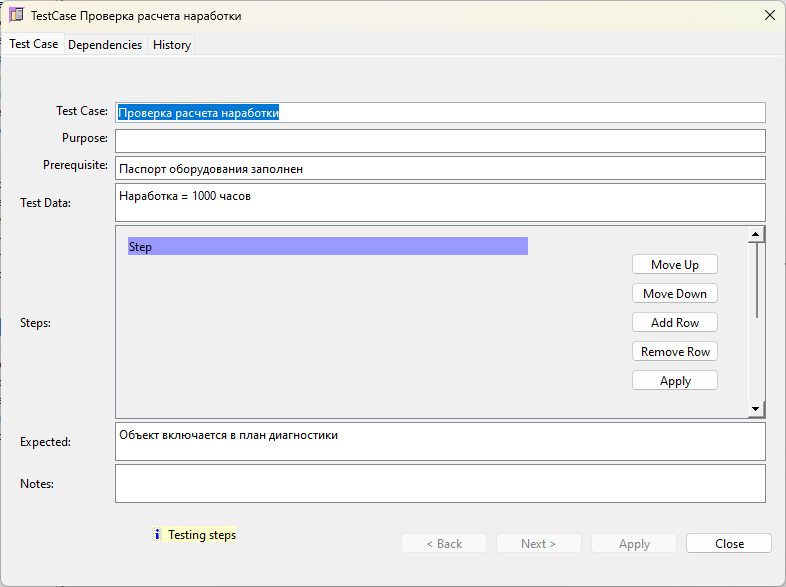 TestCase Проверка расчета наработки
Test Case Dependencies History
Test Case: Проверка расчета наработки
Purpose:
Prerequisite: Паспорт оборудования заполнен
Test Data: Наработка = 1000 часов
Step
Move Up
Move Down
Steps: Add Row
Remove Row
Apply
Expected: Объект включается в план диагностики
Notes:
Testing steps
< Back Next > Apply Close